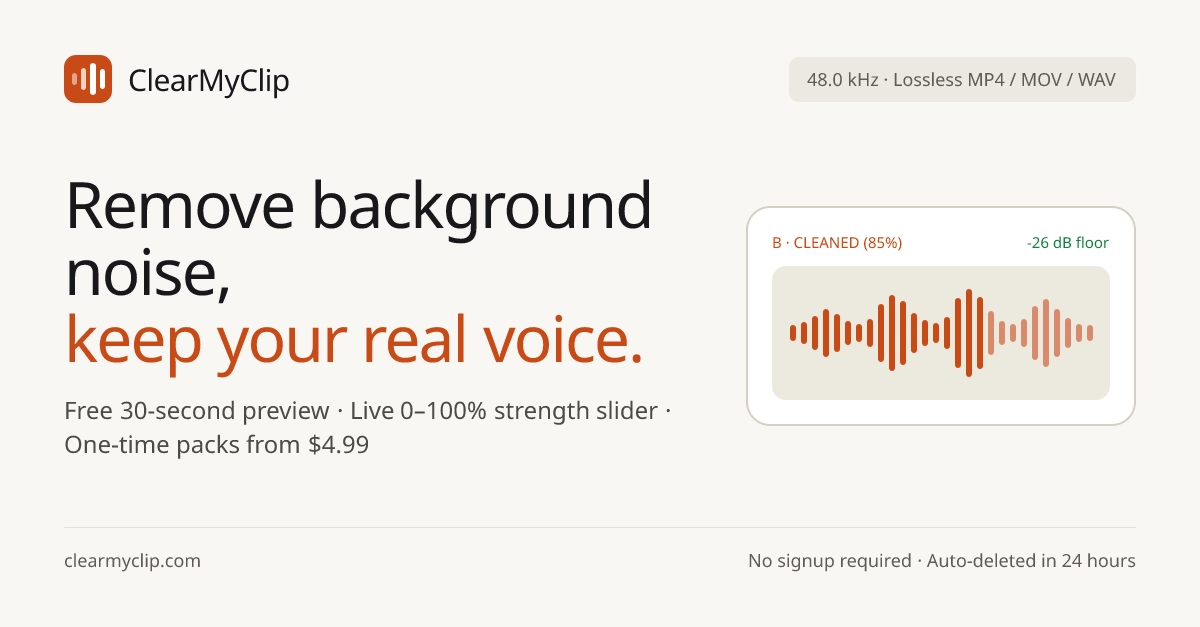 ClearMyClip
48.0 kHz · Lossless MP4 / MOV / WAV
Remove background
noise,
keep your real voice.
Free 30-second preview · Live 0–100% strength slider ·
One-time packs from $4.99
B · CLEANED (85%)
-26 dB floor
clearmyclip.com
No signup required · Auto-deleted in 24 hours